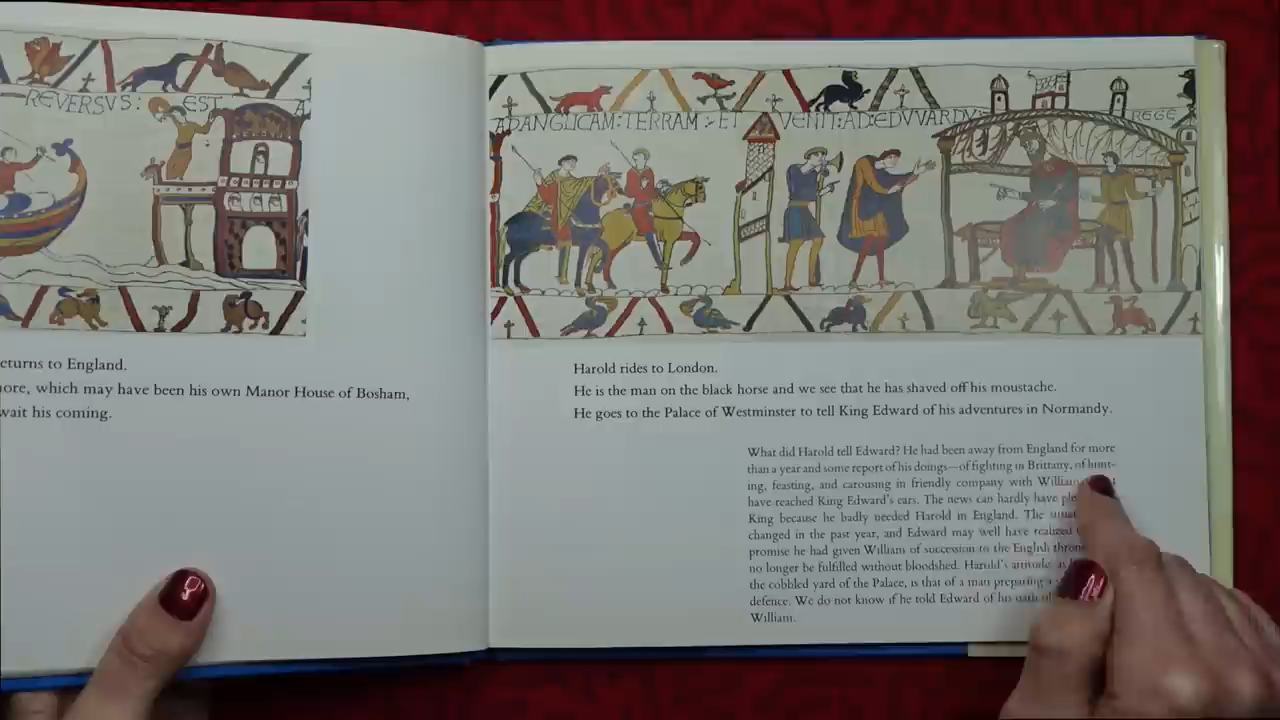 REVERSVS : EST
eturns to England.
ore, which may have been his own Manor House of Bosham,
wait his coming.
AD ANGLICAM : TERRAM : ET VENIT : AD : EDVVARDV REGE
Harold rides to London.
He is the man on the black horse and we see that he has shaved off his moustache.
He goes to the Palace of Westminster to tell King Edward of his adventures in Normandy.
What did Harold tell Edward? He had been away from England for more
than a year and some report of his doings—of fighting in Brittany, of hunt-
ing, feasting, and carousing in friendly company with William
have reached King Edward's ears. The news can hardly have
King because he badly needed Harold in England. The
changed in the past year, and Edward may well have realized
promise he had given William of succession to the English throne
no longer be fulfilled without bloodshed. Harold's attitude, as
the cobbled yard of the Palace, is that of a man preparing a
defence. We do not know if he told Edward of his oath
William.